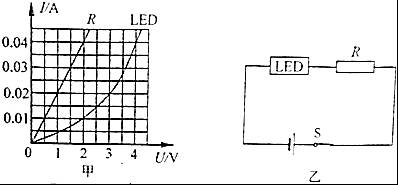 I/A
R LED
0.04
0.03
0.02
0.01
0 1 2 3 4 U/V
甲
LED R
S
乙